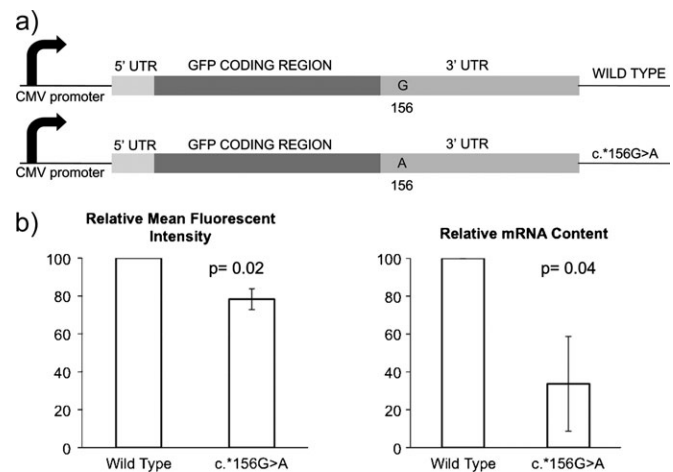 a)
5' UTR GFP CODING REGION 3' UTR
G
WILD TYPE
CMV promoter
156
5' UTR GFP CODING REGION 3' UTR
A
c.*156G>A
CMV promoter
156
b)
Relative Mean Fluorescent
Intensity
100
80
60
40
20
0
p= 0.02
Wild Type c.*156G>A
Relative mRNA Content
100
80
60
40
20
0
p= 0.04
Wild Type c.*156G>A